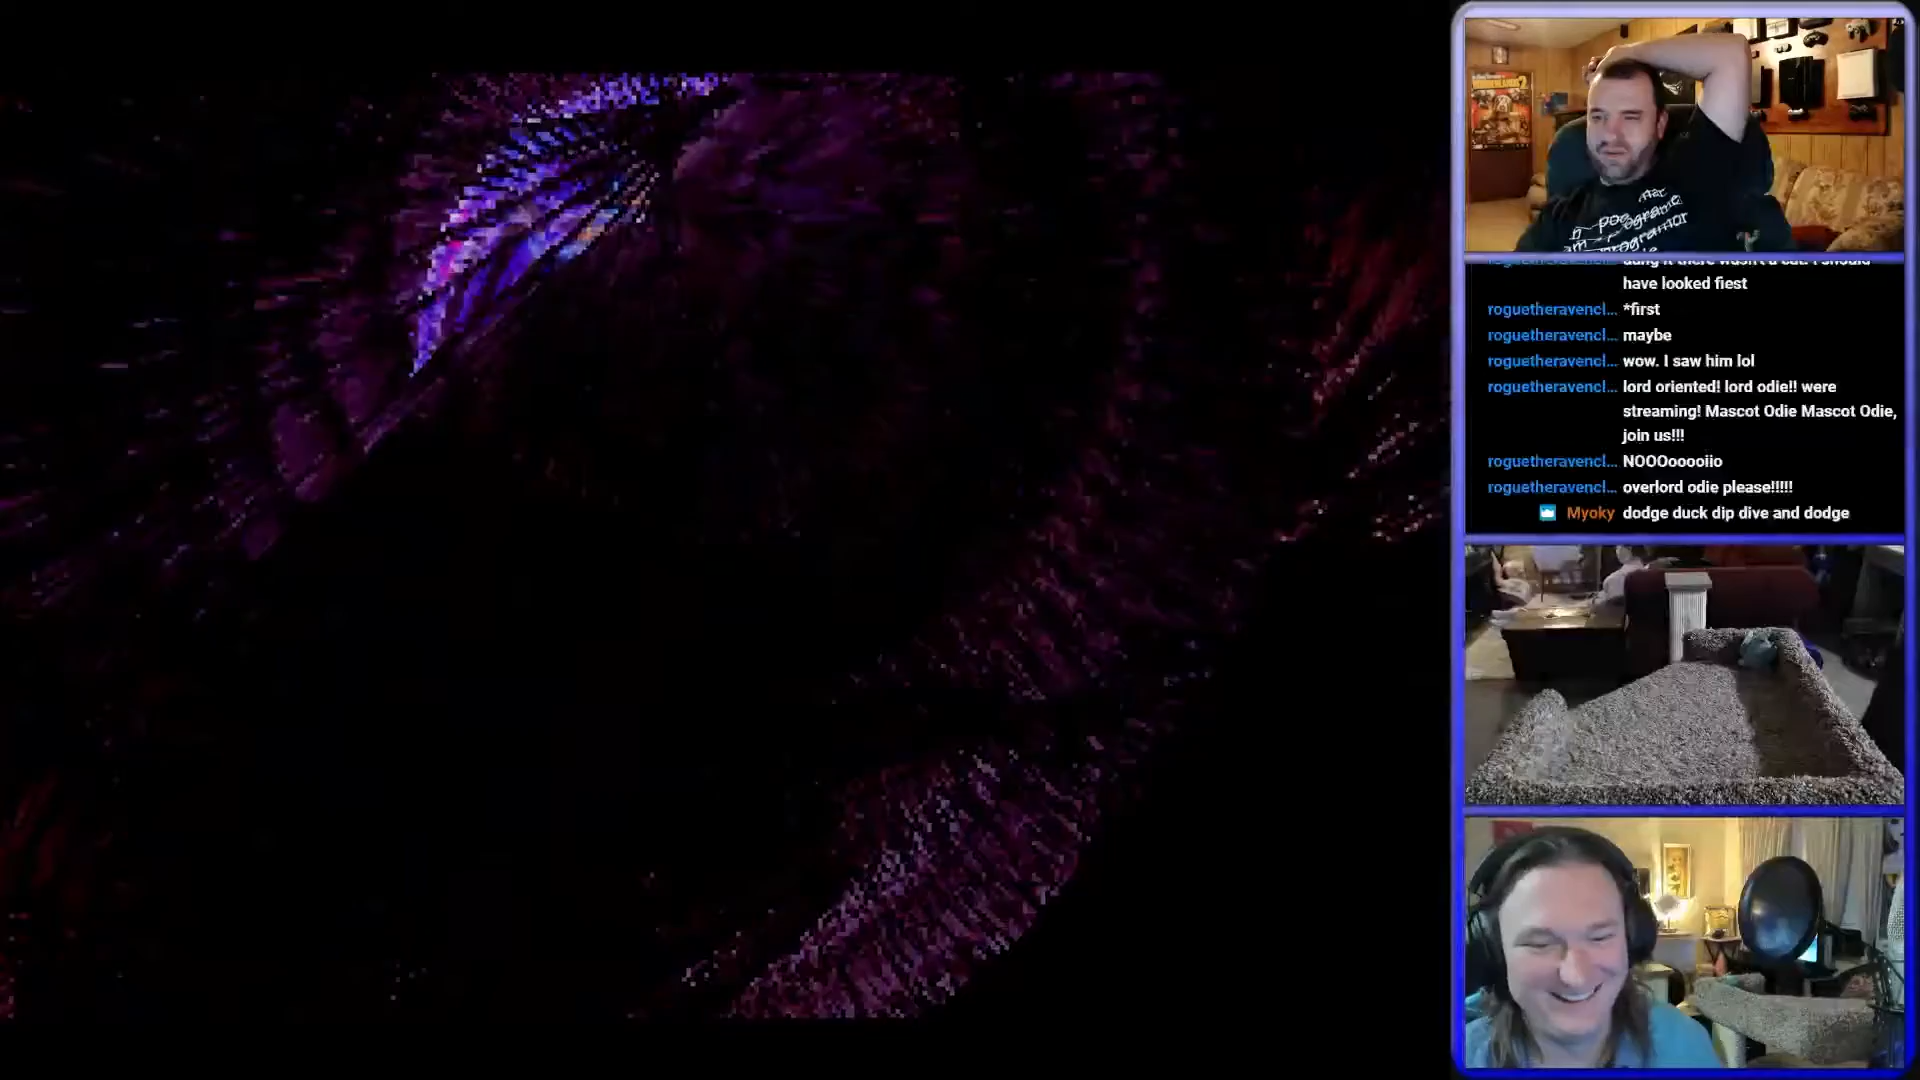 have looked fiest
roguetheravencl... *first
roguetheravencl... maybe
roguetheravencl... wow. I saw him lol
roguetheravencl... lord oriented! lord odie!! were
streaming! Mascot Odie Mascot Odie,
join us!!!
roguetheravencl... NOOOooooiio
roguetheravencl... overlord odie please!!!!!
Myoky dodge duck dip dive and dodge